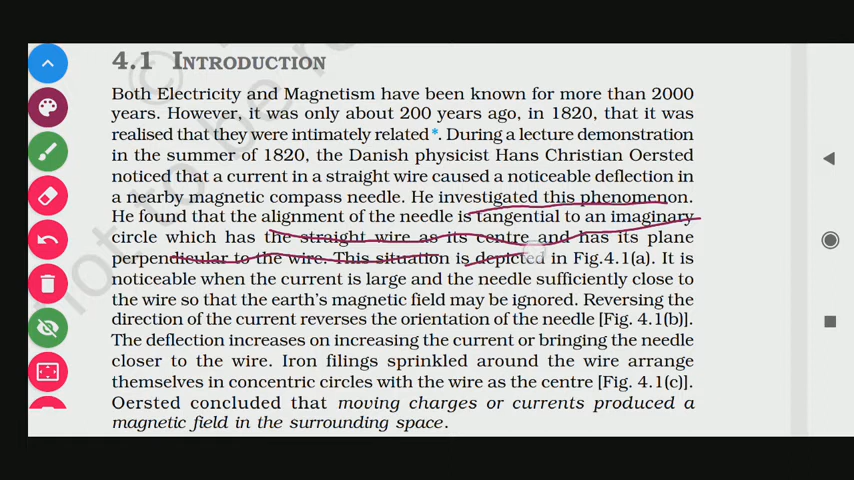 4.1 INTRODUCTION
Both Electricity and Magnetism have been known for more than 2000
years. However, it was only about 200 years ago, in 1820, that it was
realised that they were intimately related*. During a lecture demonstration
in the summer of 1820, the Danish physicist Hans Christian Oersted
noticed that a current in a straight wire caused a noticeable deflection in
a nearby magnetic compass needle. He investigated this phenomenon.
He found that the alignment of the needle is tangential to an imaginary
circle which has the straight wire as its centre and has its plane
perpendicular to the wire. This situation is depicted in Fig.4.1(a). It is
noticeable when the current is large and the needle sufficiently close to
the wire so that the earth's magnetic field may be ignored. Reversing the
direction of the current reverses the orientation of the needle [Fig. 4.1(b)].
The deflection increases on increasing the current or bringing the needle
closer to the wire. Iron filings sprinkled around the wire arrange
themselves in concentric circles with the wire as the centre [Fig. 4.1(c)].
Oersted concluded that moving charges or currents produced a
magnetic field in the surrounding space.
not to be re